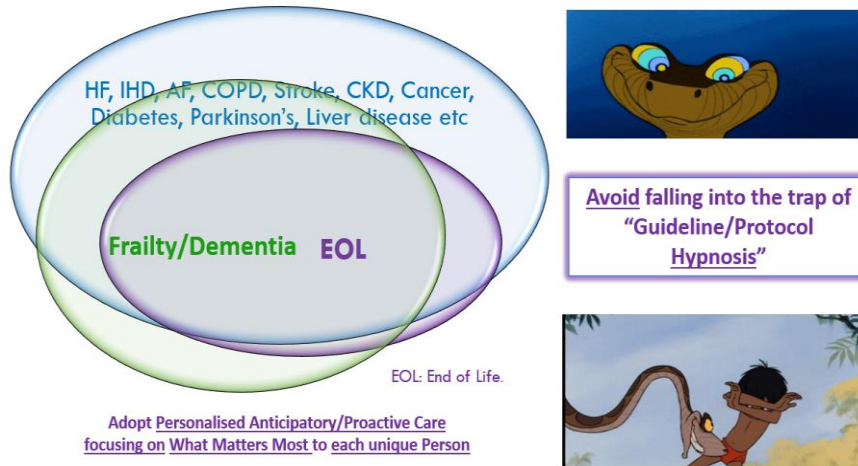 HF, IHD, AF, COPD, Stroke, CKD, Cancer,
Diabetes, Parkinson's, Liver disease etc
Frailty/Dementia EOL
EOL: End of Life.
Adopt Personalised Anticipatory/Proactive Care
focusing on What Matters Most to each unique Person
Avoid falling into the trap of
“Guideline/Protocol
Hypnosis”